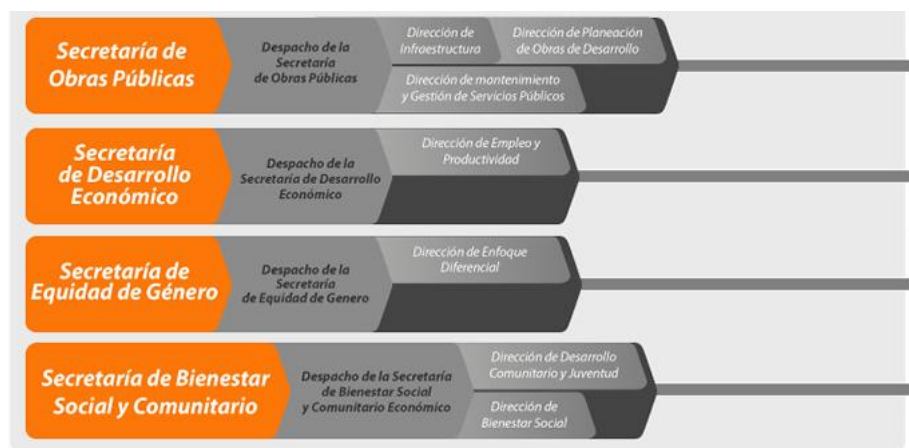 Secretaría de
Obras Públicas
Despacho de la
Secretaría
de Obras Públicas
Dirección de
Infraestructura
Dirección de Planeación
de Obras de Desarrollo
Dirección de mantenimiento
y Gestión de Servicios Públicos
Secretaría
de Desarrollo
Económico
Despacho de la
Secretaría de Desarrollo
Económico
Dirección de Empleo y
Productividad
Secretaría de
Equidad de Género
Despacho de la
Secretaría
de Equidad de Genero
Dirección de Enfoque
Diferencial
Secretaría de Bienestar
Social y Comunitario
Despacho de la Secretaría
de Bienestar Social
y Comunitario Económico
Dirección de Desarrollo
Comunitario y Juventud
Dirección de
Bienestar Social